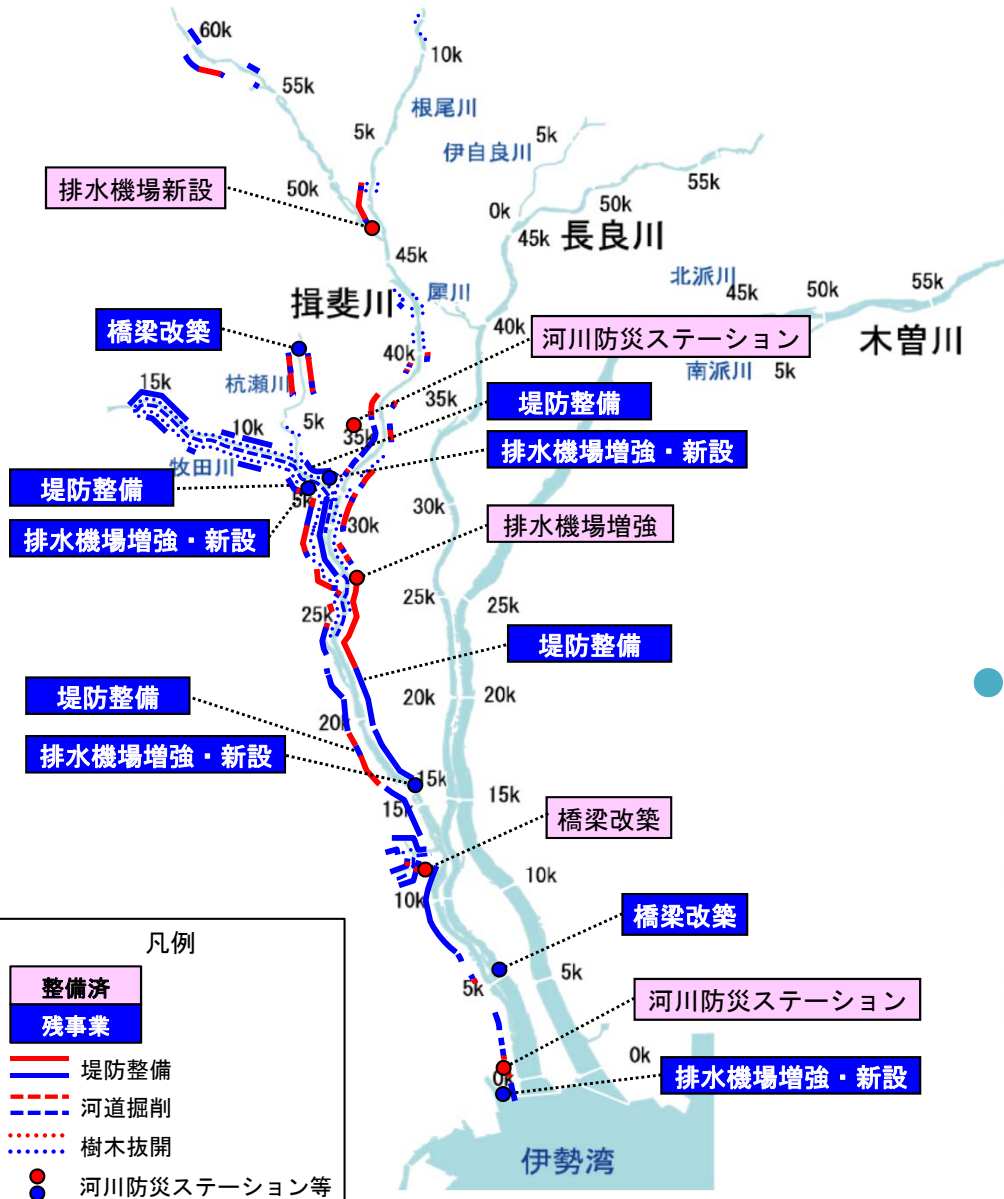 60k
10k
55k
根尾川
5k
伊自良川
5k
排水機場新設
50k
0k
50k
55k
45k
長良川
45k
北派川
45k
50k
55k
揖斐川
犀川
橋梁改築
40k
河川防災ステーション
木曽川
40k
南派川
5k
15k
杭瀬川
35k
堤防整備
10k
5k
35k
排水機場増強・新設
牧田川
堤防整備
5k
30k
30k
排水機場増強
排水機場増強・新設
25k
25k
25k
堤防整備
堤防整備
20k
20k
20k
排水機場増強・新設
15k
15k
15k
橋梁改築
10k
10k
橋梁改築
5k
5k
河川防災ステーション
0k
0k
排水機場増強・新設
伊勢湾
凡例
整備済
残事業
堤防整備
河道掘削
樹木抜開
河川防災ステーション等